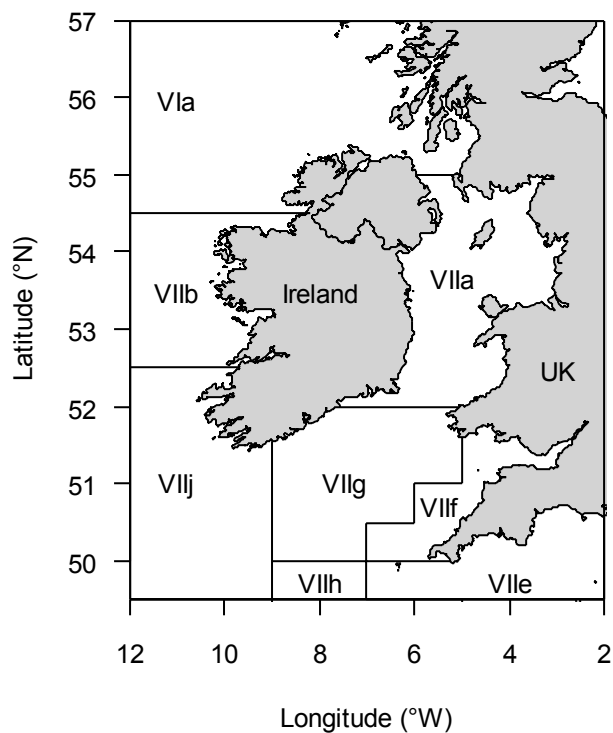 57
56
55
54
53
52
51
50
Latitude (°N)
VIa
VIIb
Ireland
VIIa
UK
VIIj
VIIg
VIIf
VIIh
VIIe
12 10 8 6 4 2
Longitude (°W)